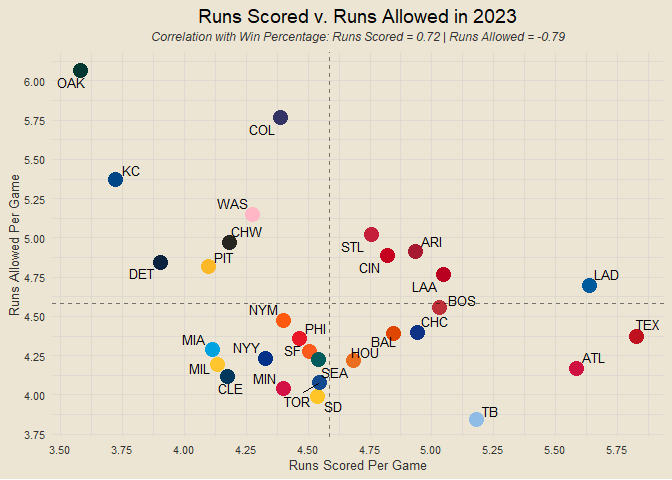 Runs Scored v. Runs Allowed in 2023
Correlation with Win Percentage: Runs Scored = 0.72 | Runs Allowed = -0.79
6.00
OAK
5.75
COL
5.50
KC
5.25
WAS
CHW
5.00
STL
ARI
PIT
CIN
DET
LAD
4.75
LAA
BOS
NYM
4.50
CHC
TEX
PHI
MIA
BAL
NYY
SF
HOU
ATL
4.25
MIL
SEA
MIN
CLE
4.00
TOR
SD
TB
3.75
3.50
3.75
4.00
4.25
4.50
4.75
5.00
5.25
5.50
5.75
Runs Scored Per Game
Runs Allowed Per Game